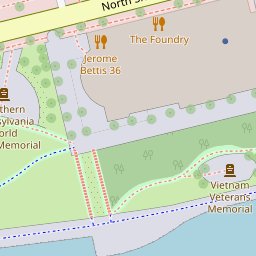 North S
The Foundry
Jerome
Bettis 36
thern
sylvania
orld
Memorial
Vietnam
Veterans
Memorial